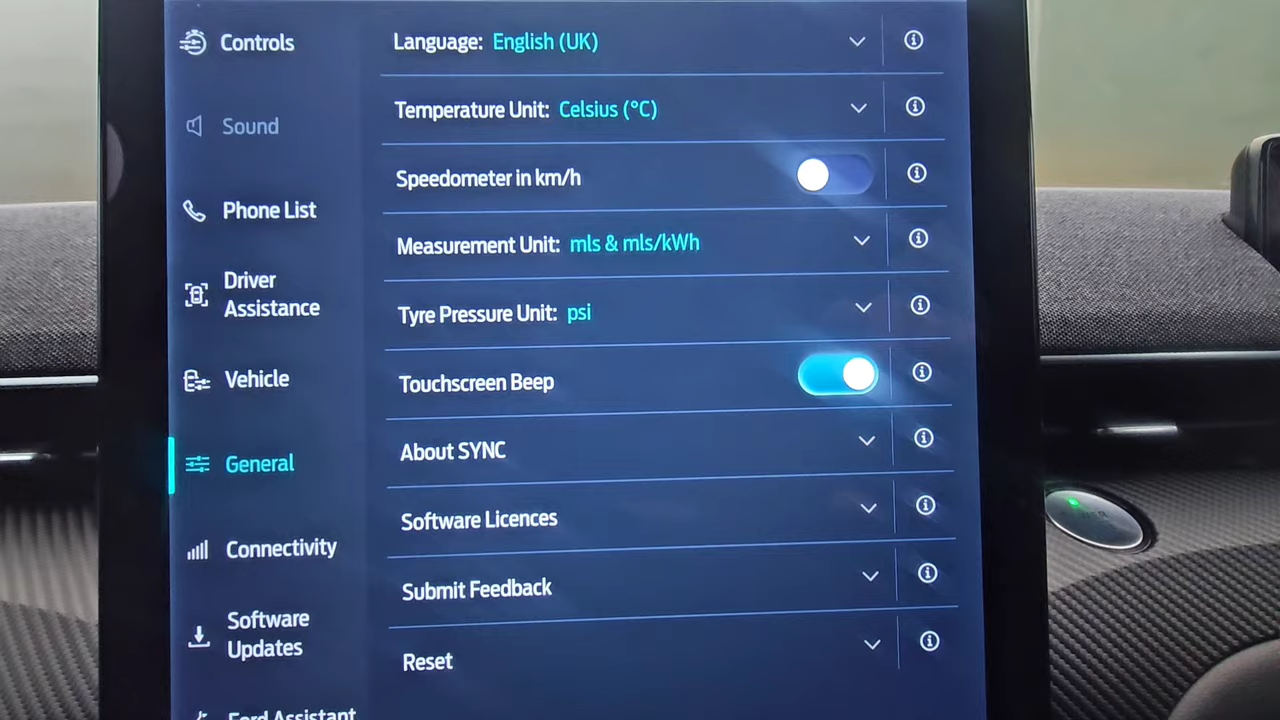 Controls
Sound
Phone List
Driver
Assistance
Vehicle
General
Connectivity
Software
Updates
Ford Assistant
Language: English (UK)
Temperature Unit: Celsius (°C)
Speedometer in km/h
Measurement Unit: mls & mls/kWh
Tyre Pressure Unit: psi
Touchscreen Beep
About SYNC
Software Licences
Submit Feedback
Reset